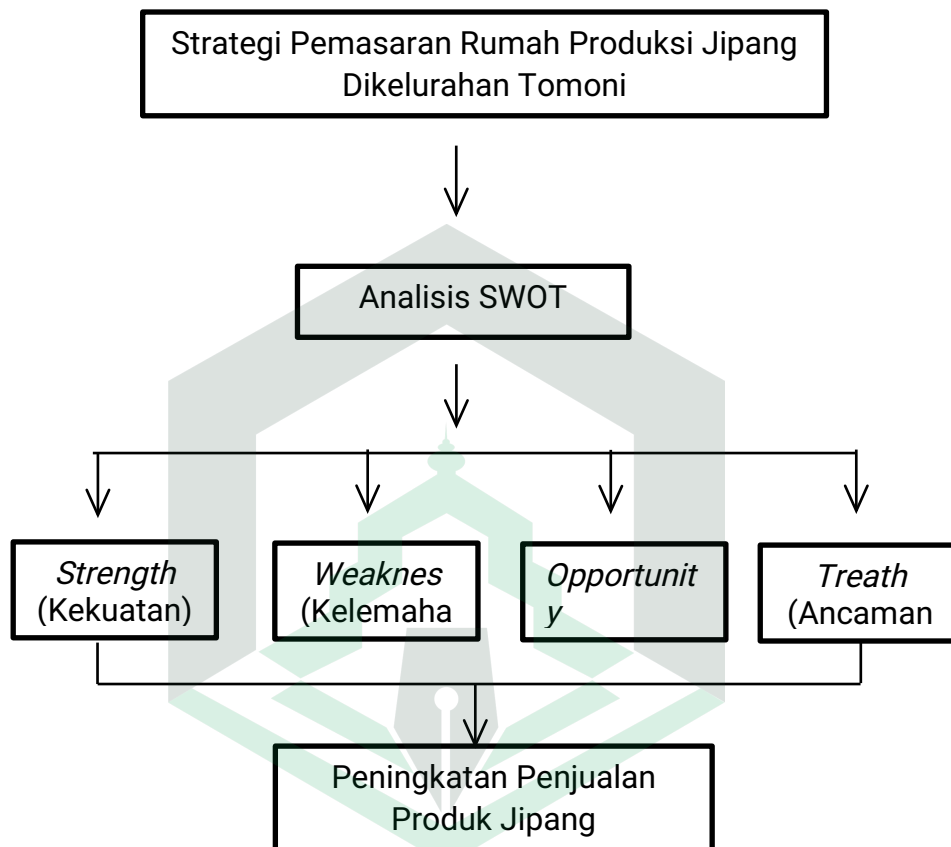 Strategi Pemasaran Rumah Produksi Jipang
Dikelurahan Tomoni
Analisis SWOT
Strength
(Kekuatan)
Weaknes
(Kelemaha
Opportunit
y
Treath
(Ancaman
Peningkatan Penjualan
Produk Jipang